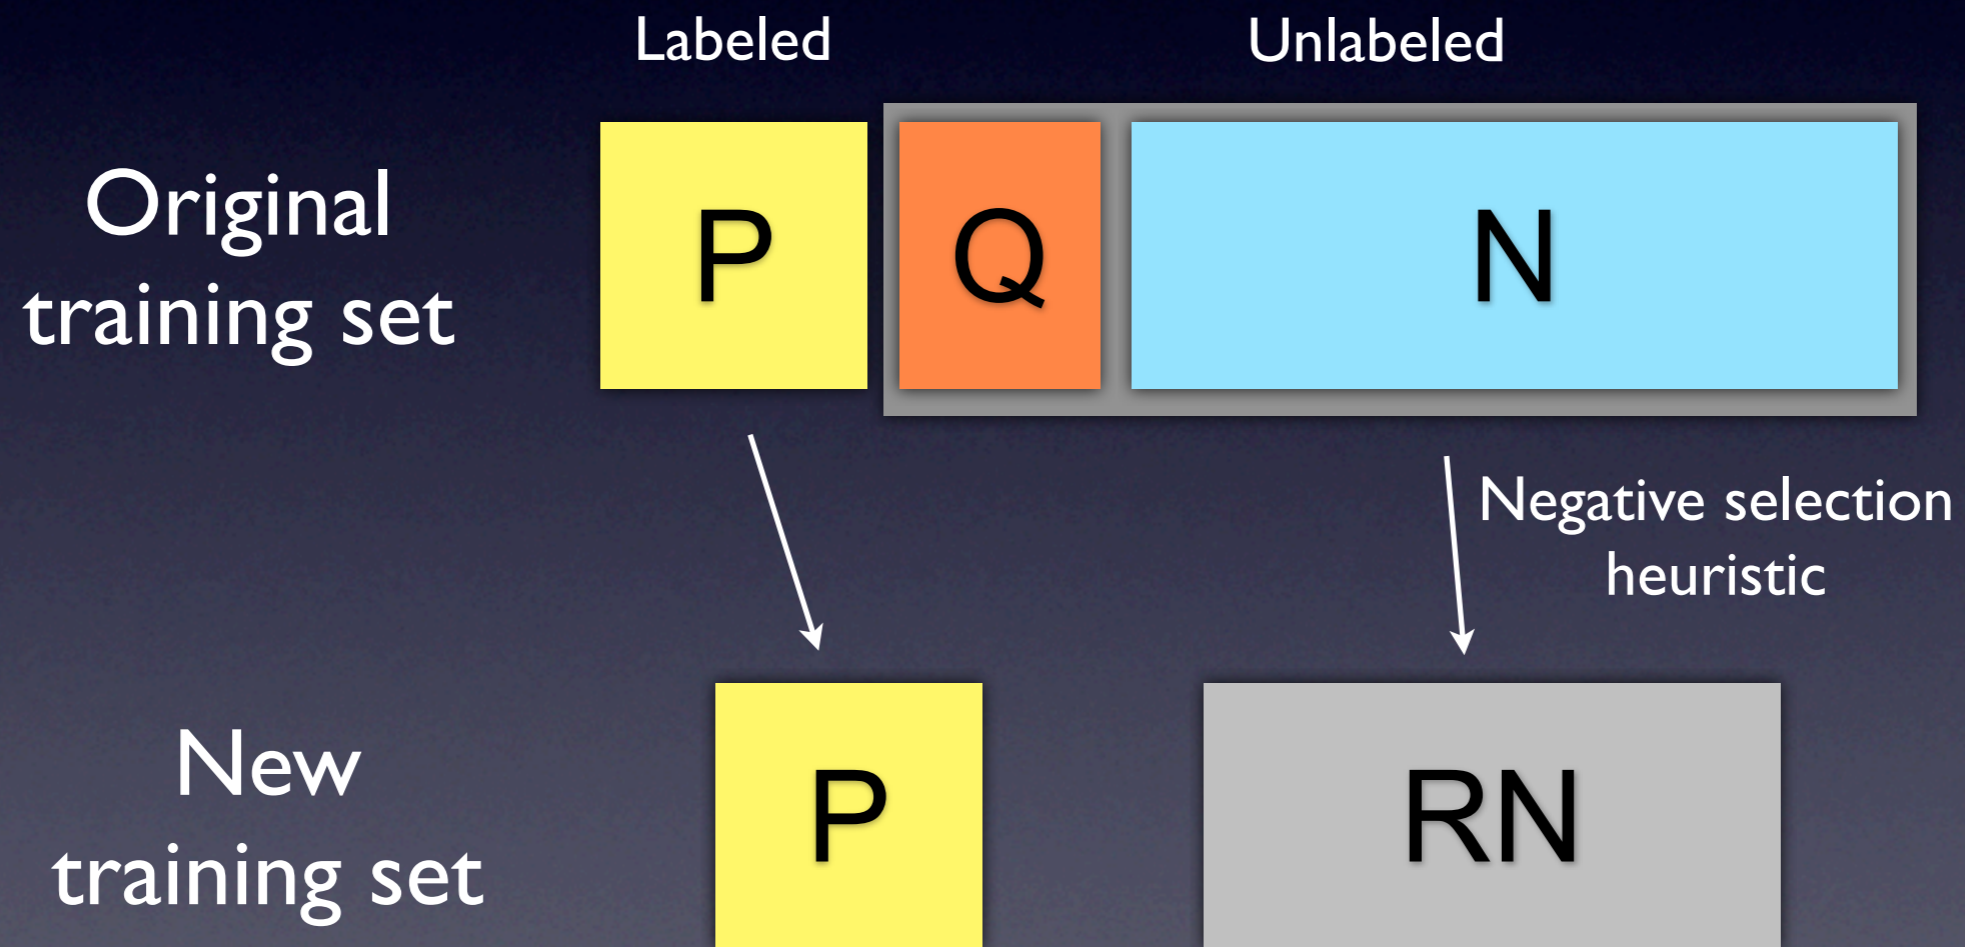 Labeled
Unlabeled
Original
training set
P
Q
N
Negative selection
heuristic
New
training set
P
RN